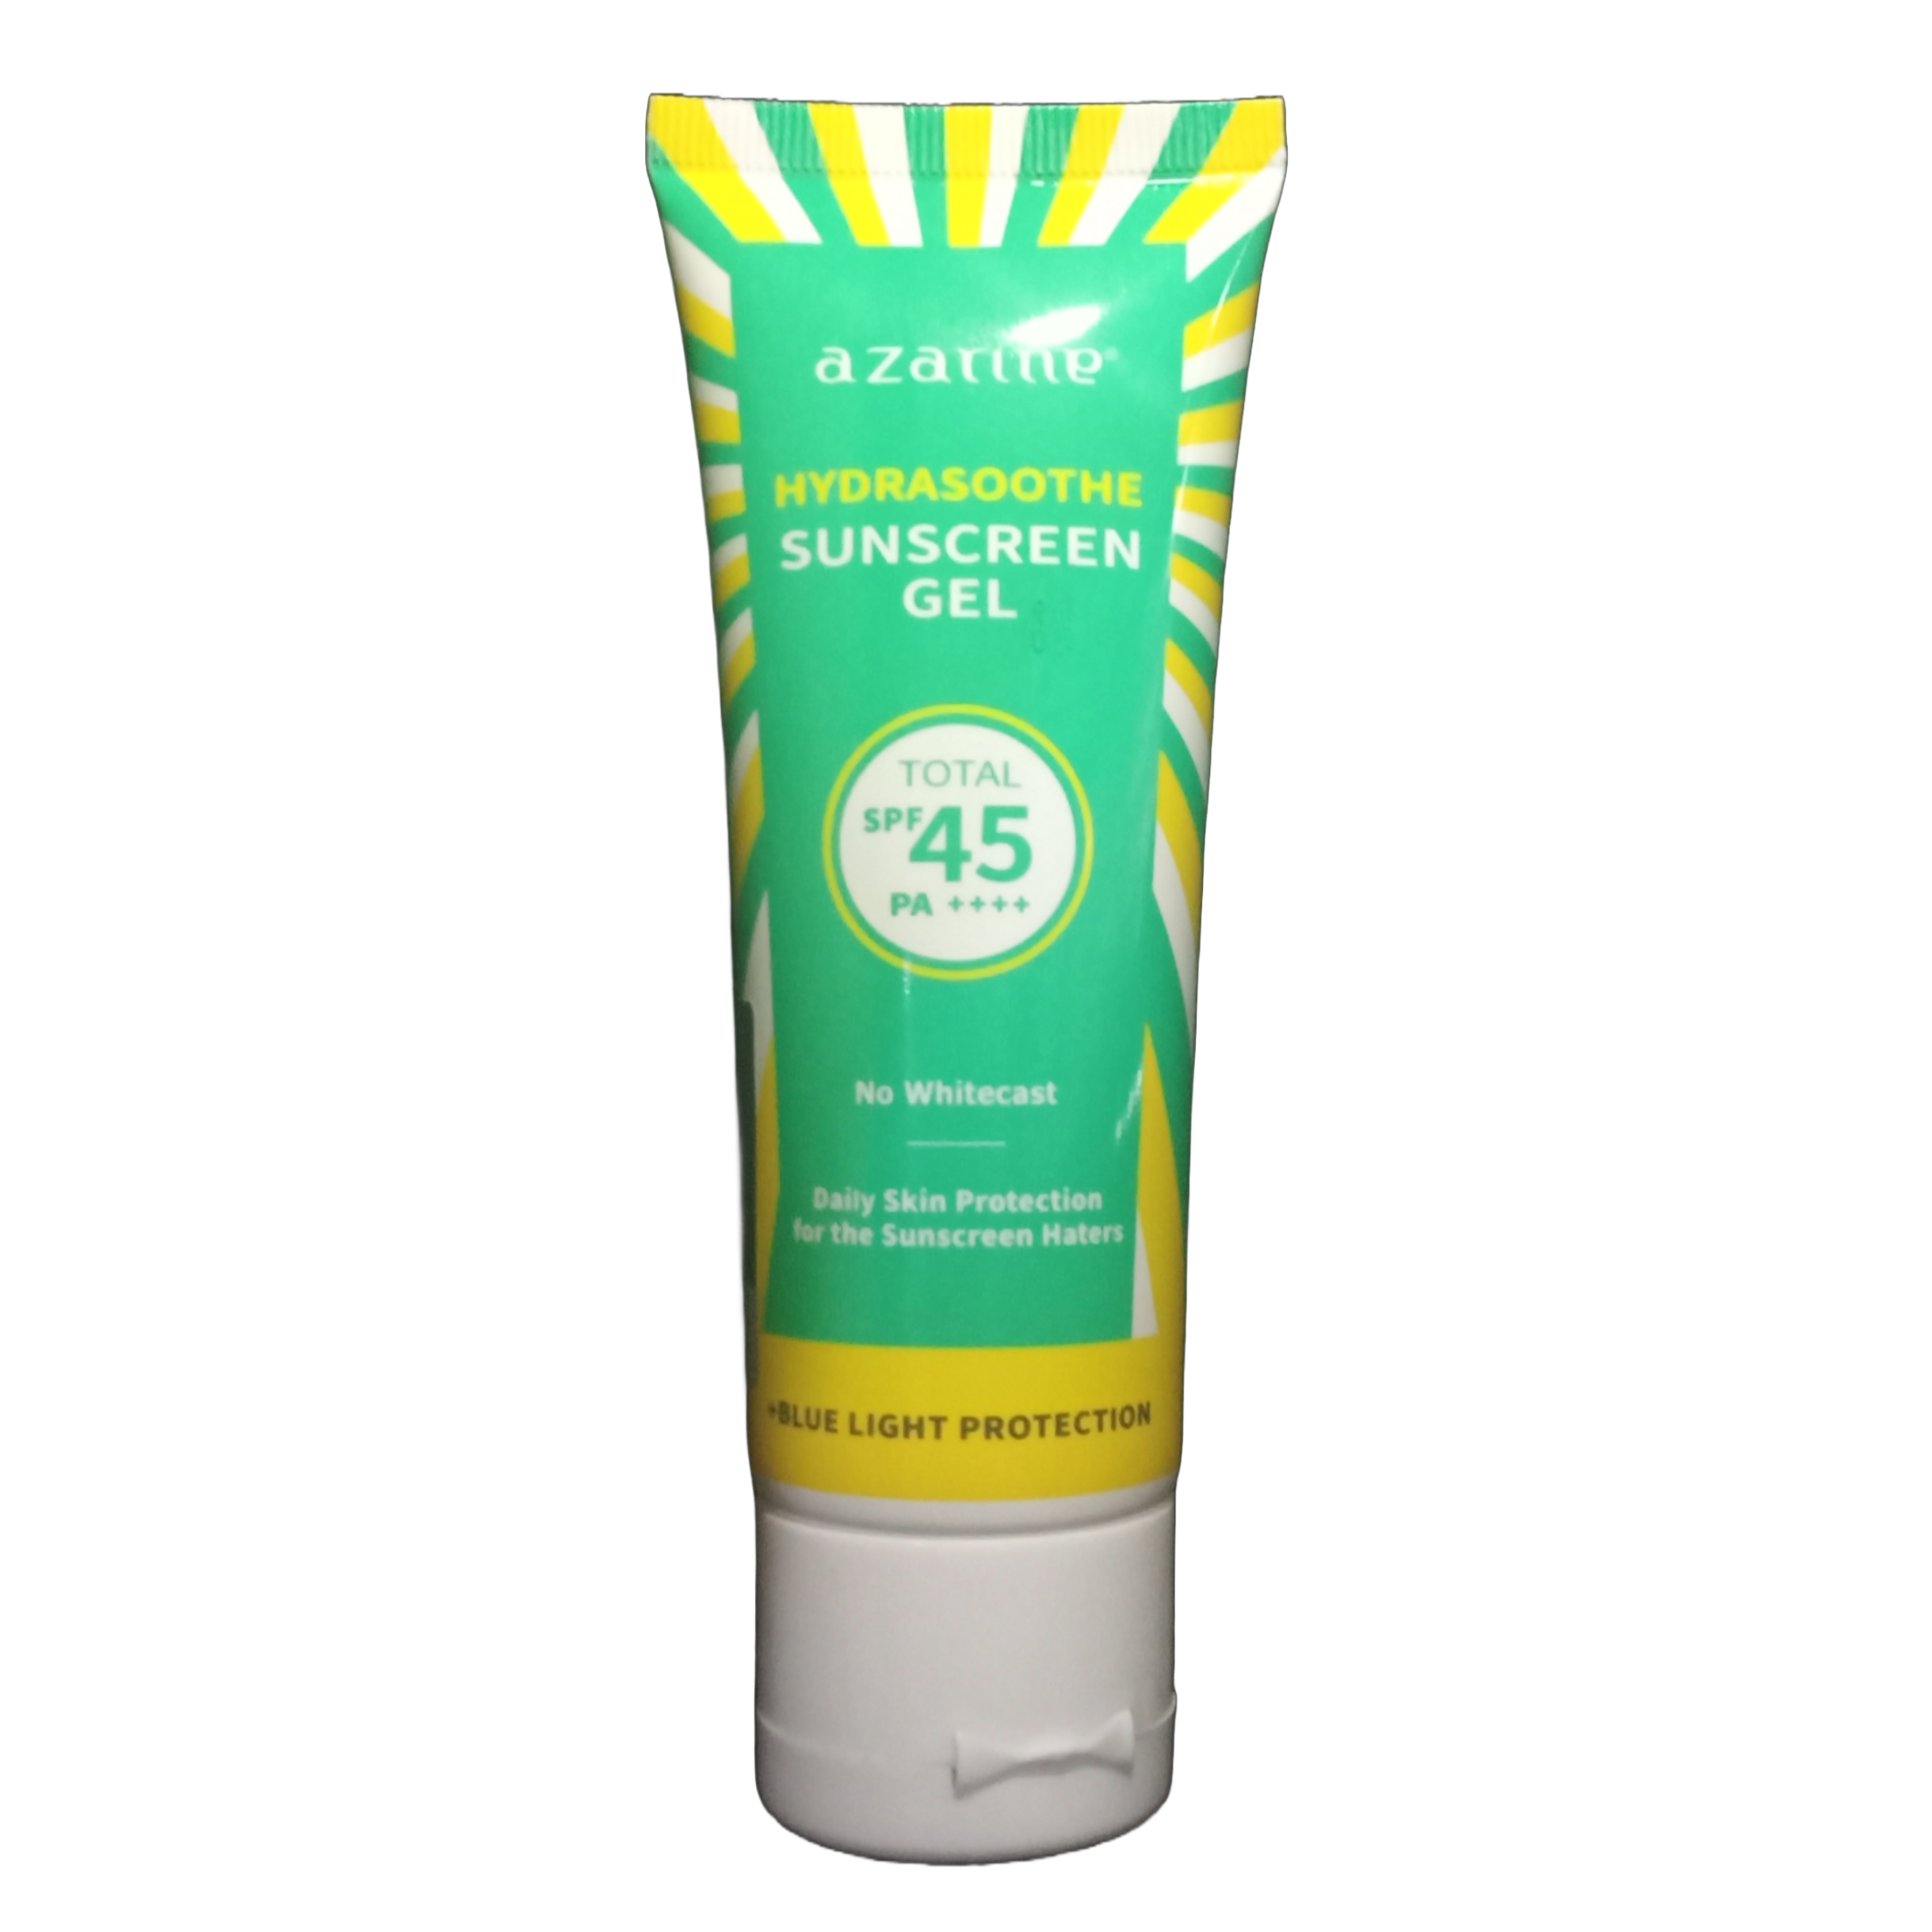 azarine®
HYDRASOOTHE
SUNSCREEN
GEL
TOTAL
SPF 45
PA ++++
No Whitecast
Daily Skin Protection
for the Sunscreen Haters
+BLUE LIGHT PROTECTION